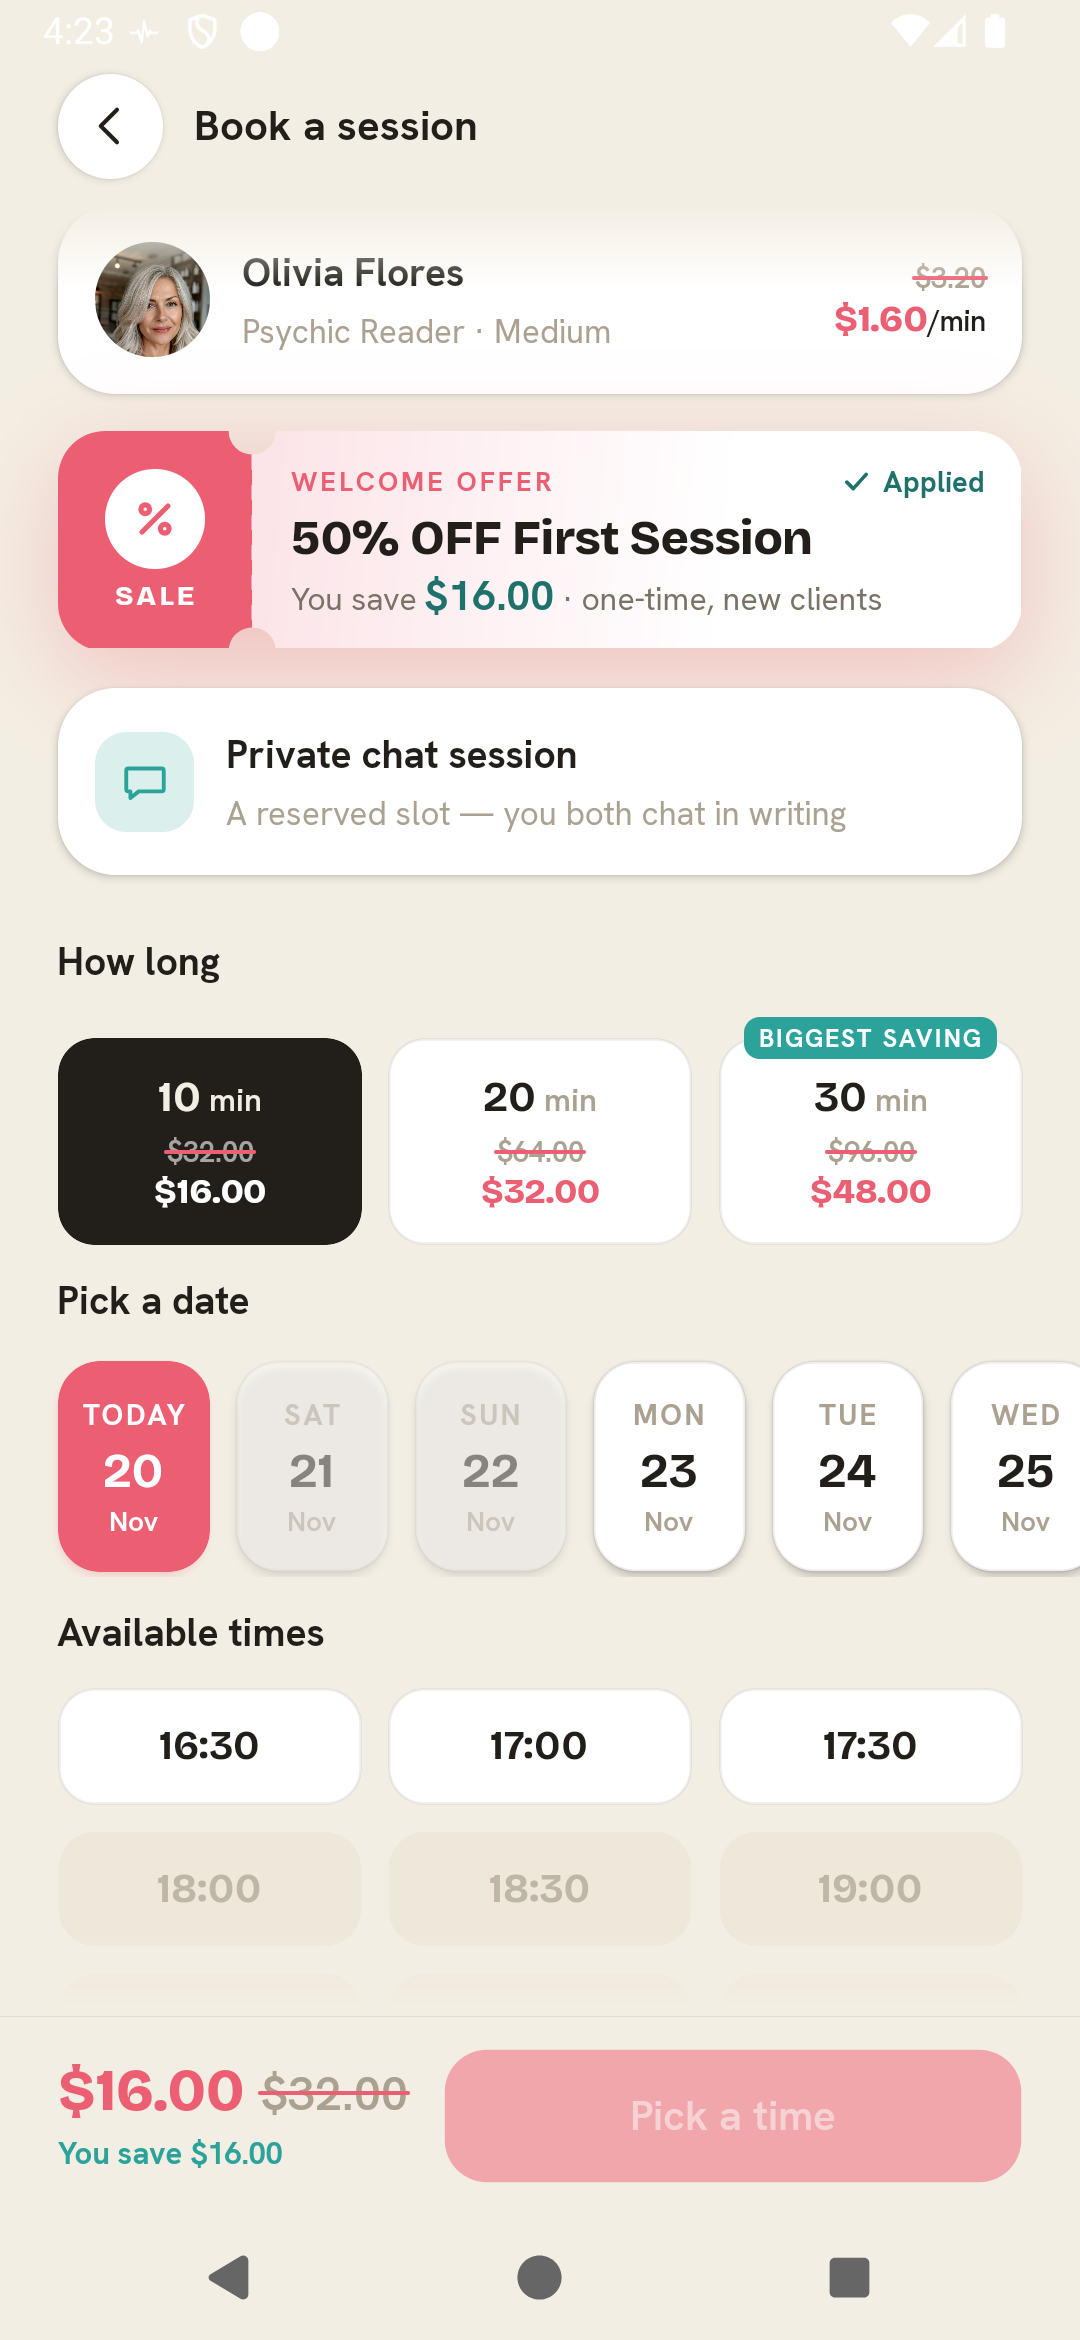 4:23
Book a session
Olivia Flores
Psychic Reader · Medium
$3.20
$1.60/min
WELCOME OFFER
Applied
50% OFF First Session
You save $16.00 · one-time, new clients
SALE
Private chat session
A reserved slot — you both chat in writing
How long
BIGGEST SAVING
10 min
$32.00
$16.00
20 min
$64.00
$32.00
30 min
$96.00
$48.00
Pick a date
TODAY
20
Nov
SAT
21
Nov
SUN
22
Nov
MON
23
Nov
TUE
24
Nov
WED
25
Nov
Available times
16:30
17:00
17:30
18:00
18:30
19:00
$16.00 $32.00
You save $16.00
Pick a time